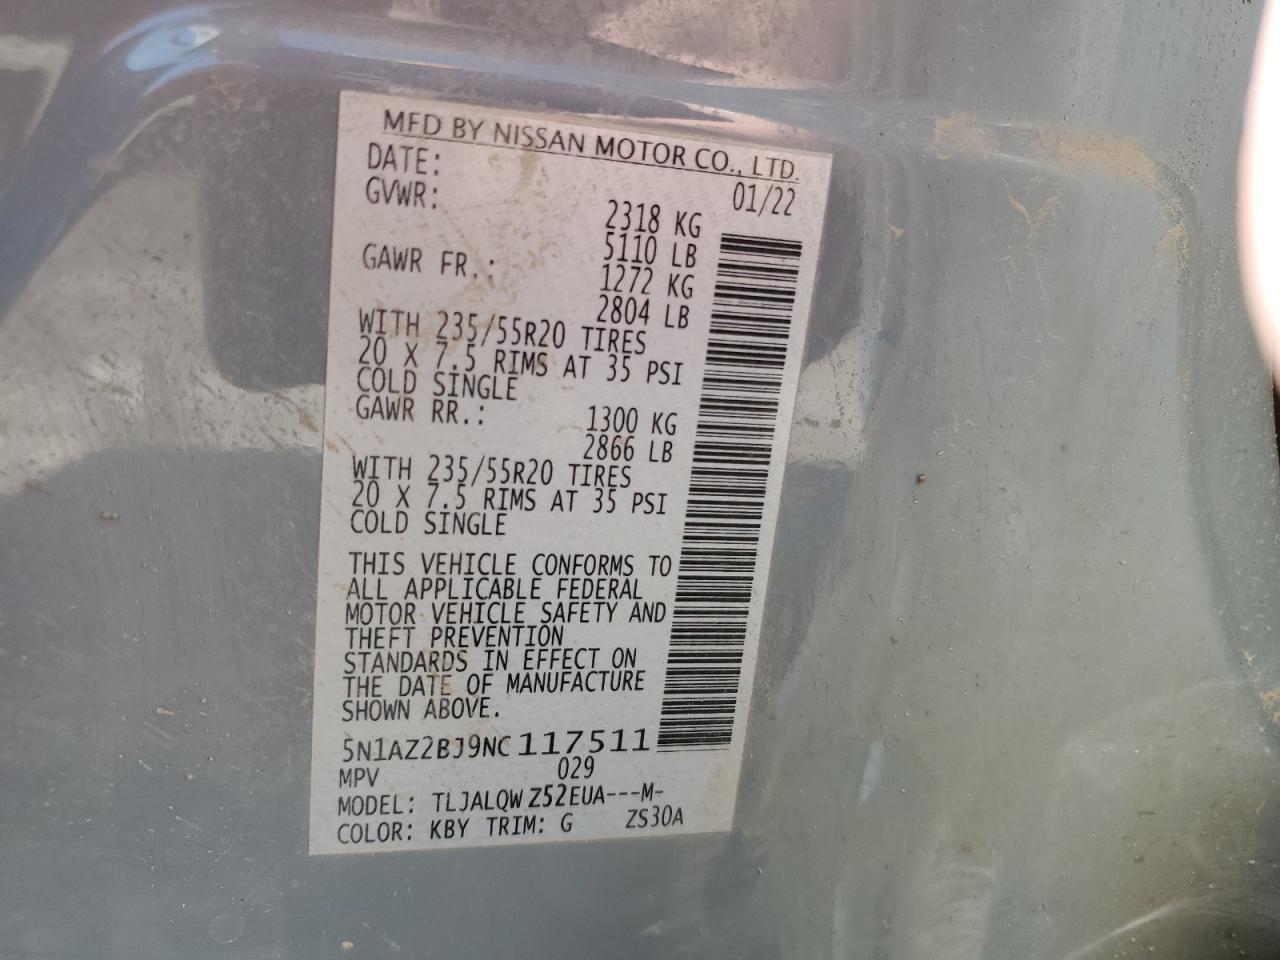 MFD BY NISSAN MOTOR CO., LTD.
DATE: 01/22
GVWR: 2318 KG
5110 LB
GAWR FR.: 1272 KG
2804 LB
WITH 235/55R20 TIRES
20 X 7.5 RIMS AT 35 PSI
COLD SINGLE
GAWR RR.: 1300 KG
2866 LB
WITH 235/55R20 TIRES
20 X 7.5 RIMS AT 35 PSI
COLD SINGLE
THIS VEHICLE CONFORMS TO
ALL APPLICABLE FEDERAL
MOTOR VEHICLE SAFETY AND
THEFT PREVENTION
STANDARDS IN EFFECT ON
THE DATE OF MANUFACTURE
SHOWN ABOVE.
5N1AZ2BJ9NC117511
MPV 029
MODEL: TLJALQW Z52EUA---M-
COLOR: KBY TRIM: G ZS30A